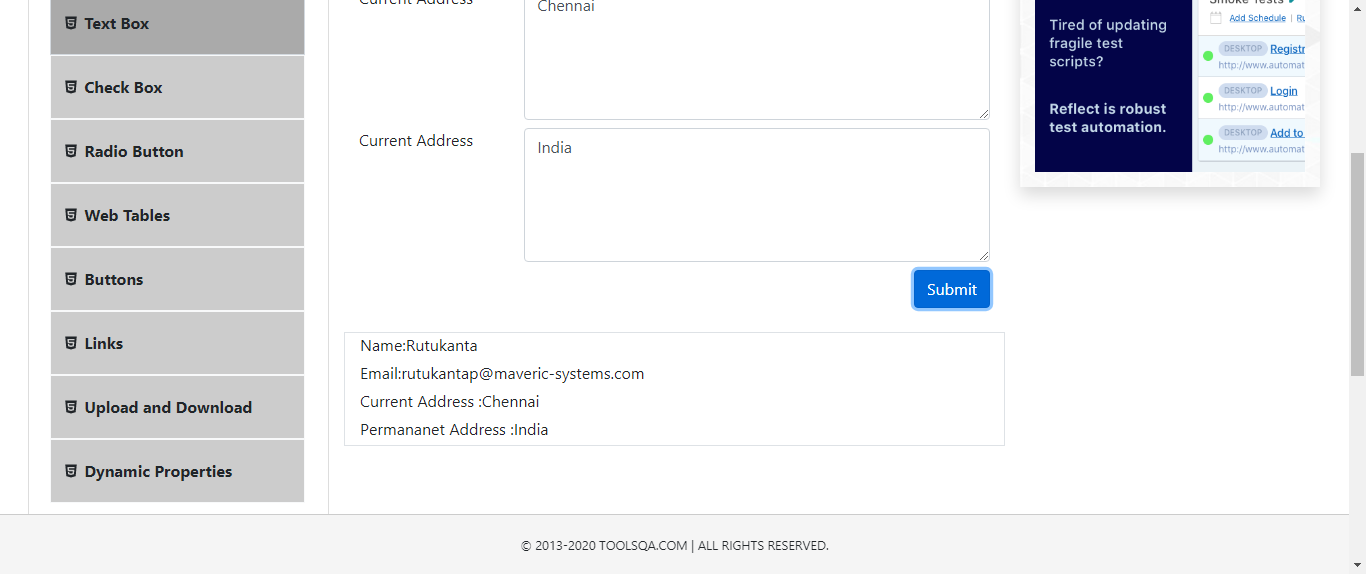 Text Box
Check Box
Radio Button
Web Tables
Buttons
Links
Upload and Download
Dynamic Properties
Current Address
Chennai
Current Address
India
Submit
Name:Rutukanta
Email:rutukantap@maveric-systems.com
Current Address :Chennai
Permananet Address :India
Tired of updating
fragile test
scripts?
Reflect is robust
test automation.
Smoke Tests
Add Schedule |
DESKTOP
http://www.automat
DESKTOP Login
http://www.automat
DESKTOP Add to
http://www.automat
© 2013-2020 TOOLSQA.COM | ALL RIGHTS RESERVED.